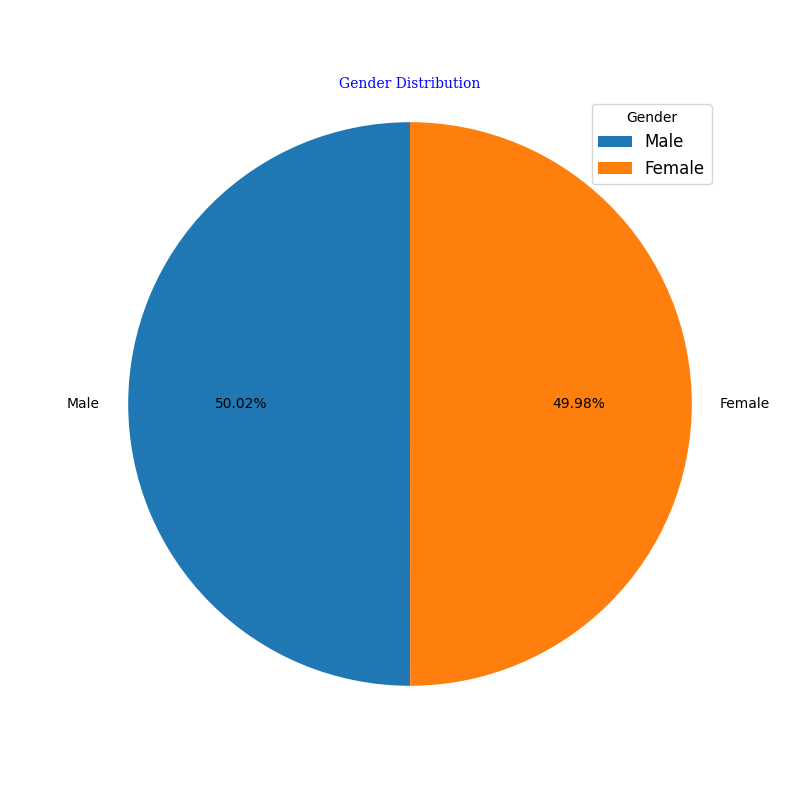 Gender Distribution
Gender
Male
Female
Male
50.02%
49.98%
Female